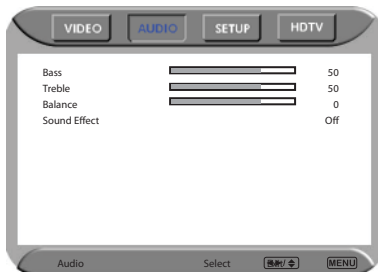 VIDEO AUDIO SETUP HDTV
Bass 50
Treble 50
Balance 0
Sound Effect Off
Audio Select MENU